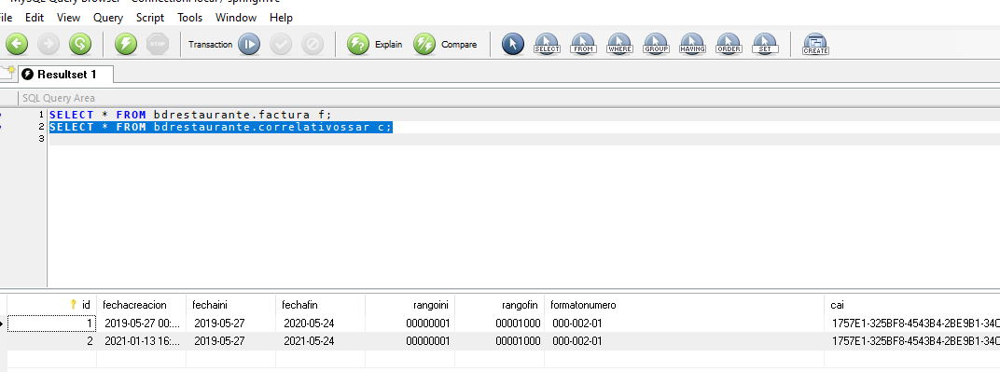 File Edit View Query Script Tools Window Help
Transaction Explain Compare SELECT FROM WHERE GROUP HAVING ORDER SET CREATE
STOP
Resultset 1
SQL Query Area
1 SELECT * FROM bdrestaurante.factura f;
2 SELECT * FROM bdrestaurante.correlativossar c;
3
id fechacreacion fechaini fechafin rangoini rangofin formatonumero cai
1 2019-05-27 00:... 2019-05-27 2020-05-24 00000001 00001000 000-002-01 1757E1-325BF8-4543B4-2BE9B1-34C
2 2021-01-13 16:... 2019-05-27 2021-05-24 00000001 00001000 000-002-01 1757E1-325BF8-4543B4-2BE9B1-34C